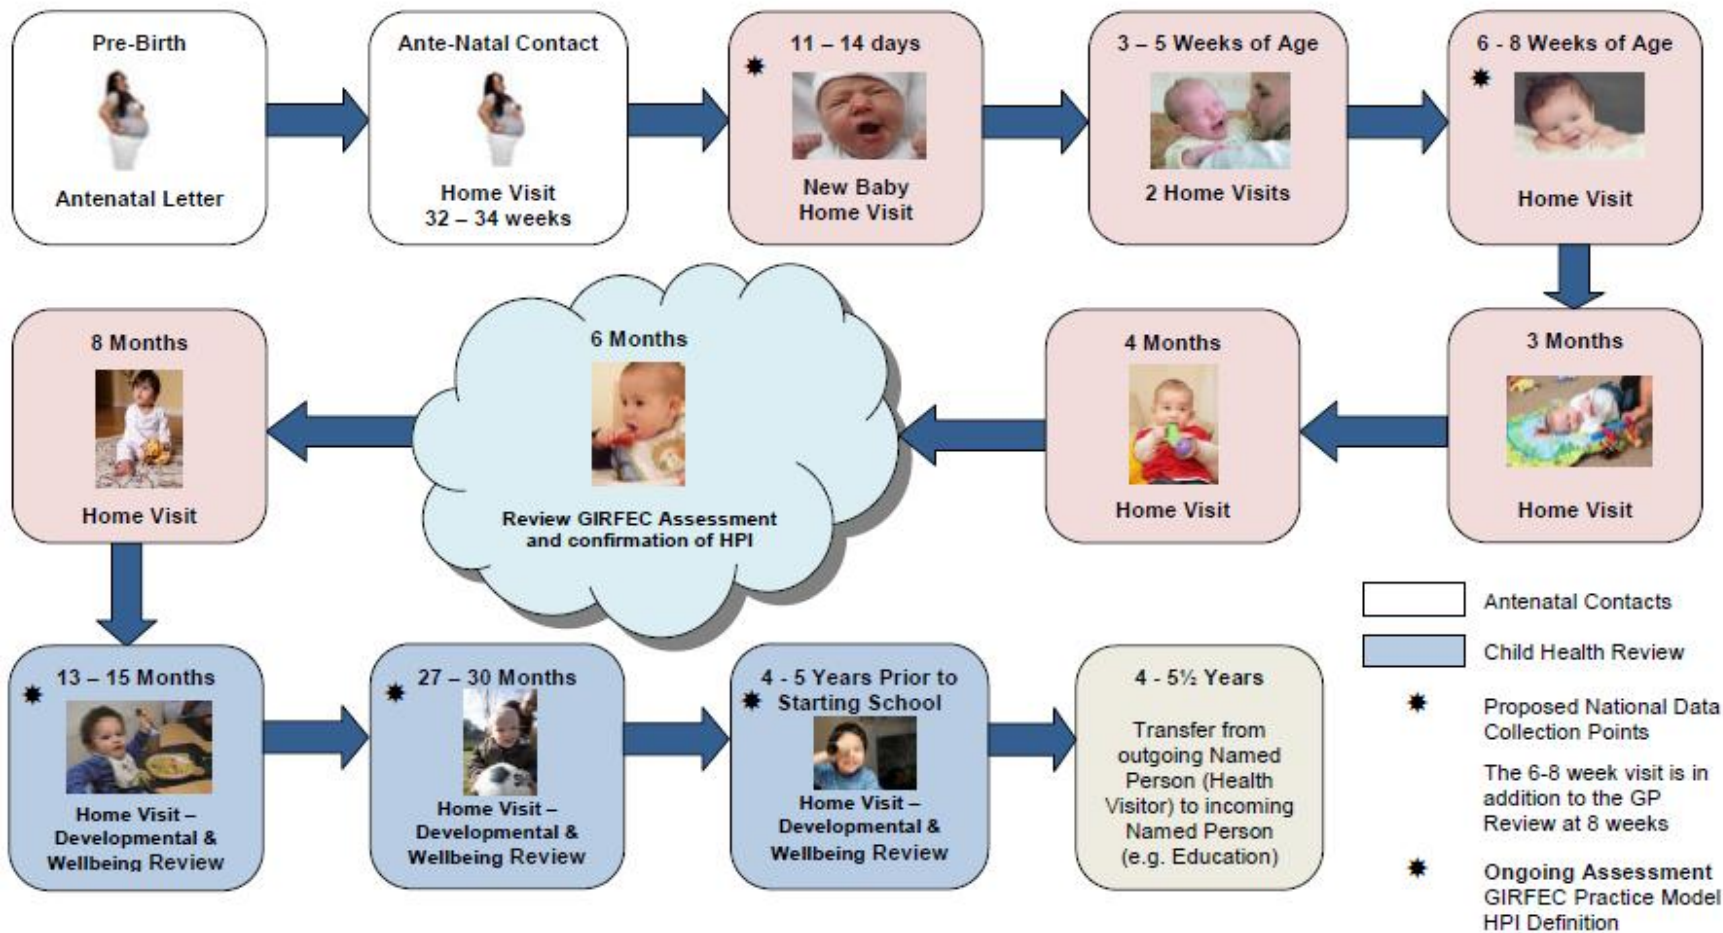 Pre-Birth
Antenatal Letter
Ante-Natal Contact
Home Visit
32 – 34 weeks
11 – 14 days
New Baby
Home Visit
3 – 5 Weeks of Age
2 Home Visits
6 - 8 Weeks of Age
Home Visit
3 Months
Home Visit
4 Months
Home Visit
6 Months
Review GIRFEC Assessment
and confirmation of HPI
8 Months
Home Visit
13 – 15 Months
Home Visit –
Developmental &
Wellbeing Review
27 – 30 Months
Home Visit –
Developmental &
Wellbeing Review
4 - 5 Years Prior to
Starting School
Home Visit –
Developmental &
Wellbeing Review
4 - 5½ Years
Transfer from
outgoing Named
Person (Health
Visitor) to incoming
Named Person
(e.g. Education)
Antenatal Contacts
Child Health Review
Proposed National Data
Collection Points
The 6-8 week visit is in
addition to the GP
Review at 8 weeks
Ongoing Assessment
GIRFEC Practice Model
HPI Definition